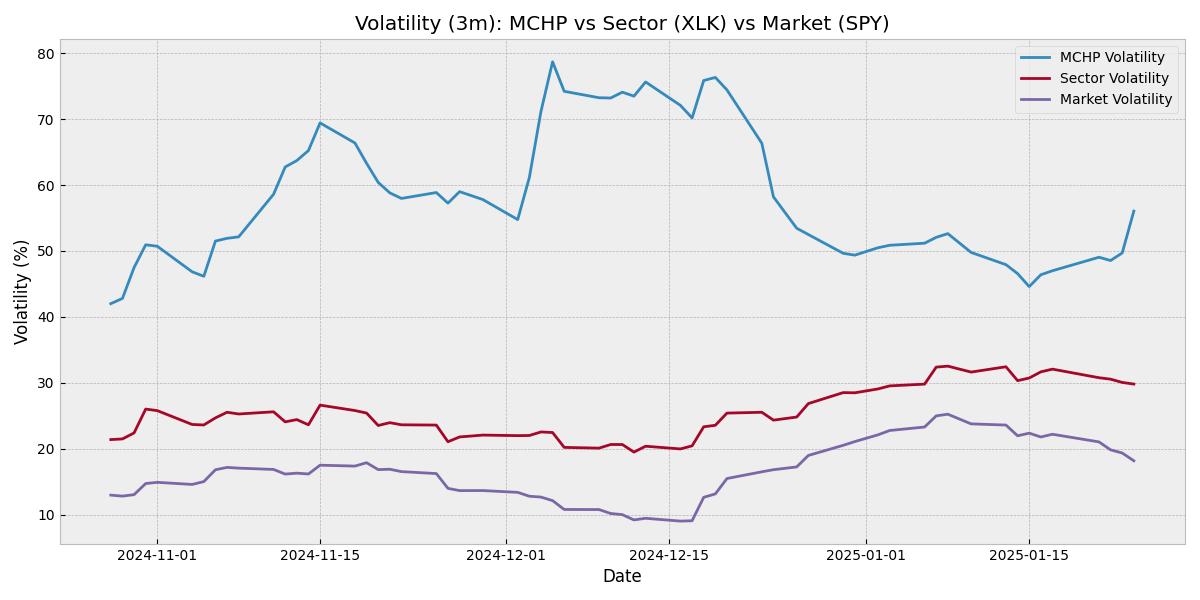 Volatility (3m): MCHP vs Sector (XLK) vs Market (SPY)
MCHP Volatility
Sector Volatility
Market Volatility
Volatility (%)
80
70
60
50
40
30
20
10
2024-11-01
2024-11-15
2024-12-01
2024-12-15
2025-01-01
2025-01-15
Date